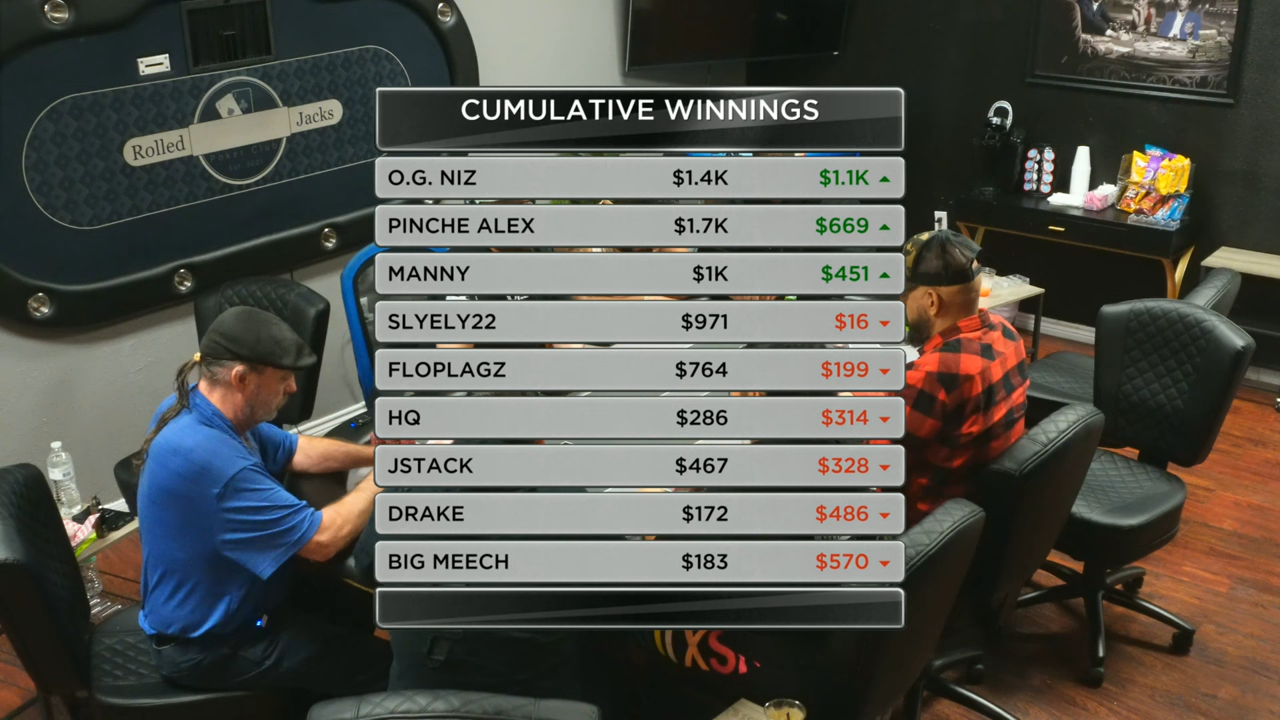 Rolled
Jacks
CUMULATIVE WINNINGS
O.G. NIZ $1.4K $1.1K
PINCHE ALEX $1.7K $669
MANNY $1K $451
SLYELY22 $971 $16
FLOPLAGZ $764 $199
HQ $286 $314
JSTACK $467 $328
DRAKE $172 $486
BIG MEECH $183 $570